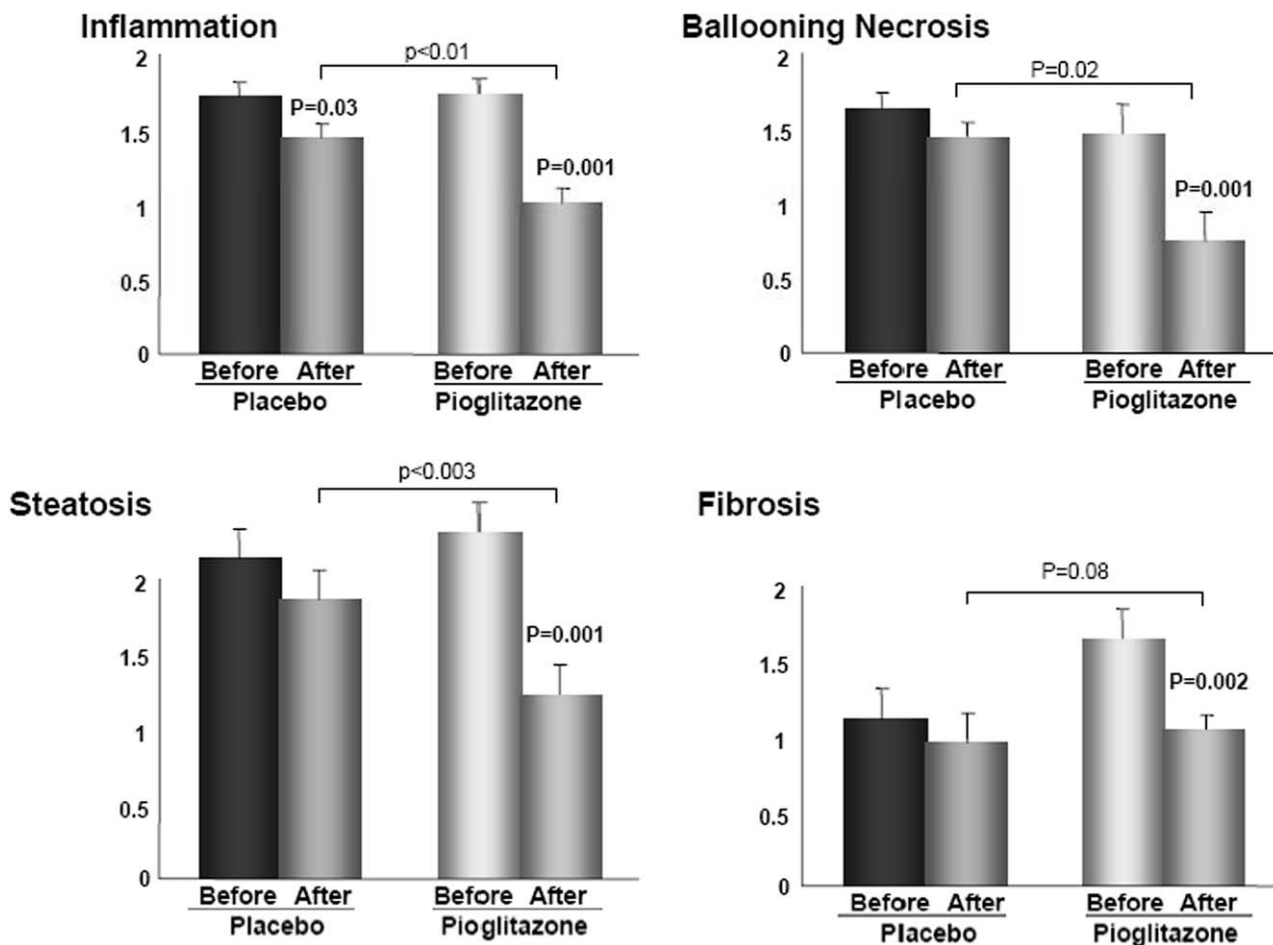 Inflammation
p<0.01
2
P=0.03
1.5
P=0.001
1
0.5
0
Before After Before After
Placebo Pioglitazone
Ballooning Necrosis
2
P=0.02
1.5
P=0.001
1
0.5
0
Before After Before After
Placebo Pioglitazone
Steatosis
p<0.003
2
P=0.001
1.5
1
0.5
0
Before After Before After
Placebo Pioglitazone
Fibrosis
P=0.08
2
1.5
P=0.002
1
0.5
0
Before After Before After
Placebo Pioglitazone